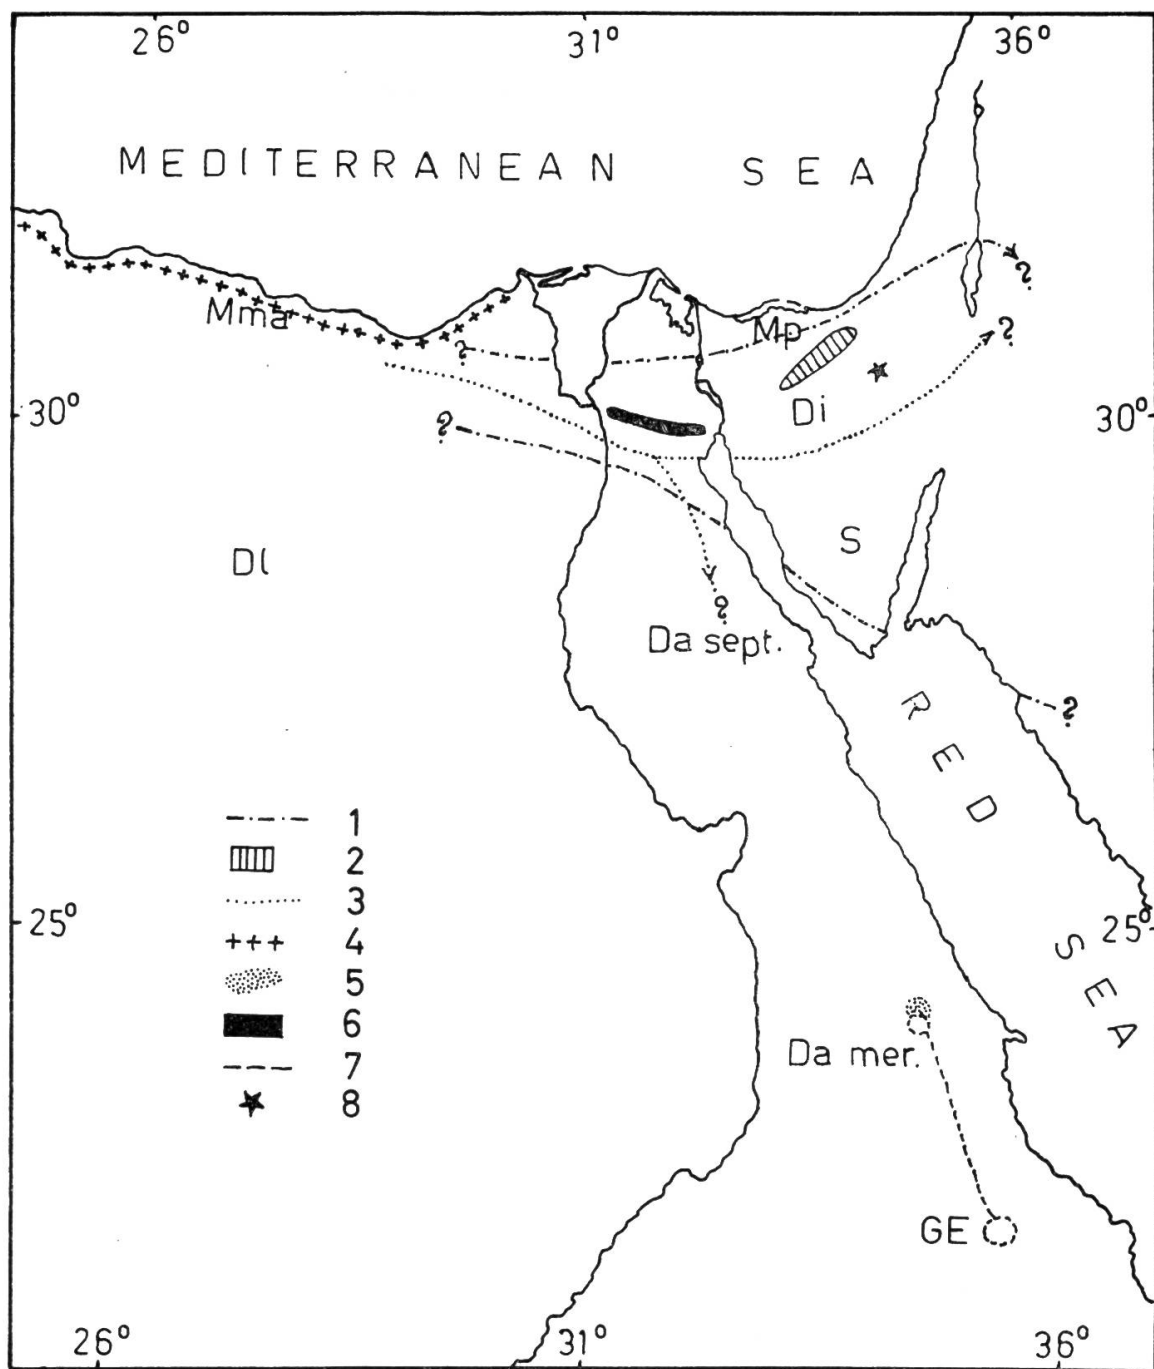 26° 31° 36°
MEDITERRANEAN SEA
?
Mma
Mp
?
?
30° 30°
Di
?
S
Dl
?
Da sept.
?
RED SEA
1
2
3
4
5
6
7
8
25° 25°
Da mer.
GE
26° 31° 36°